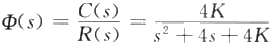 Φ(s) = C(s)/R(s) = 4K/(s² + 4s + 4K)